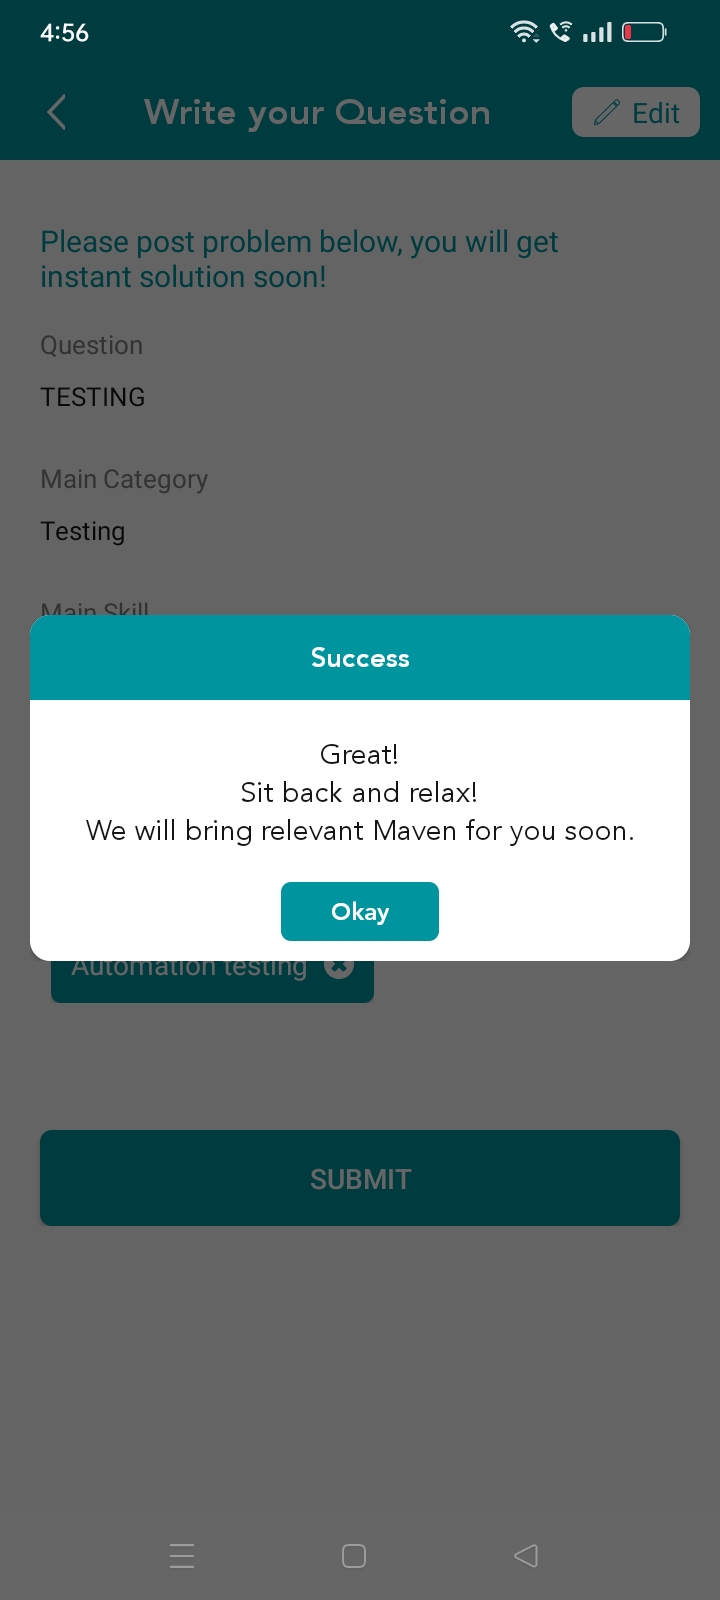 4:56
Write your Question
Edit
Please post problem below, you will get
instant solution soon!
Question
TESTING
Main Category
Testing
Main Skill
Success
Great!
Sit back and relax!
We will bring relevant Maven for you soon.
Okay
Automation testing
SUBMIT